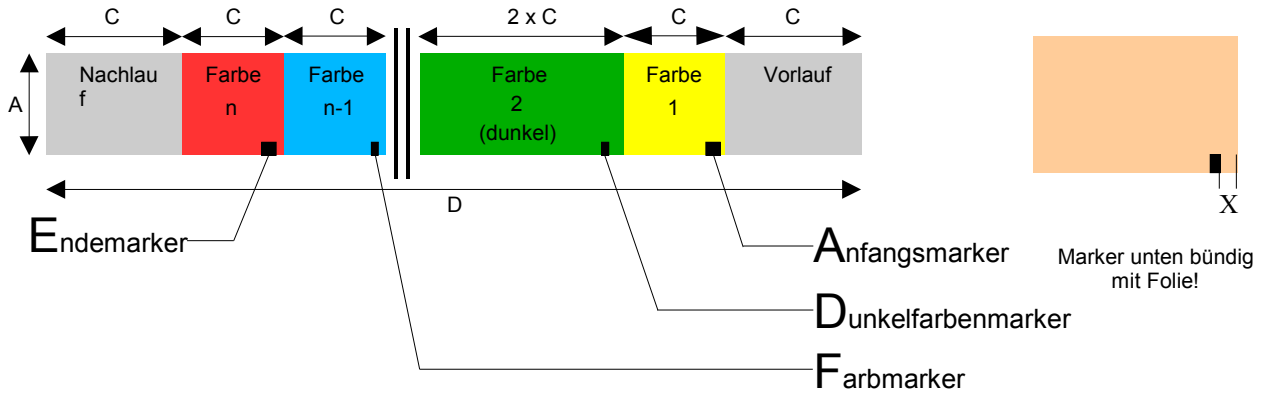 C C C 2 x C C C
A
Nachlau
f
Farbe
n
Farbe
n-1
Farbe
2
(dunkel)
Farbe
1
Vorlauf
D
X
Endemarker
Anfangsmarker
Dunkelfarbenmarker
Farbmarker
Marker unten bündig
mit Folie!